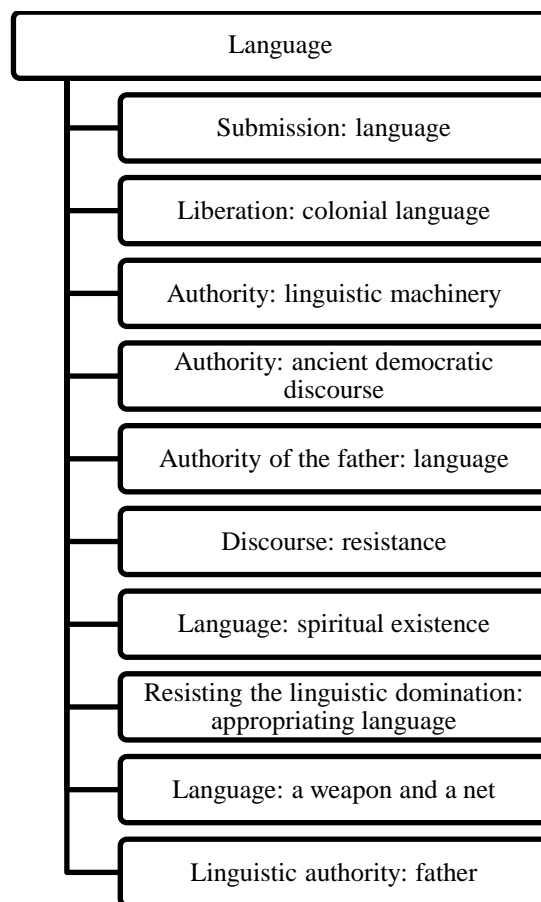 Language
Submission: language
Liberation: colonial language
Authority: linguistic machinery
Authority: ancient democratic
discourse
Authority of the father: language
Discourse: resistance
Language: spiritual existence
Resisting the linguistic domination:
appropriating language
Language: a weapon and a net
Linguistic authority: father